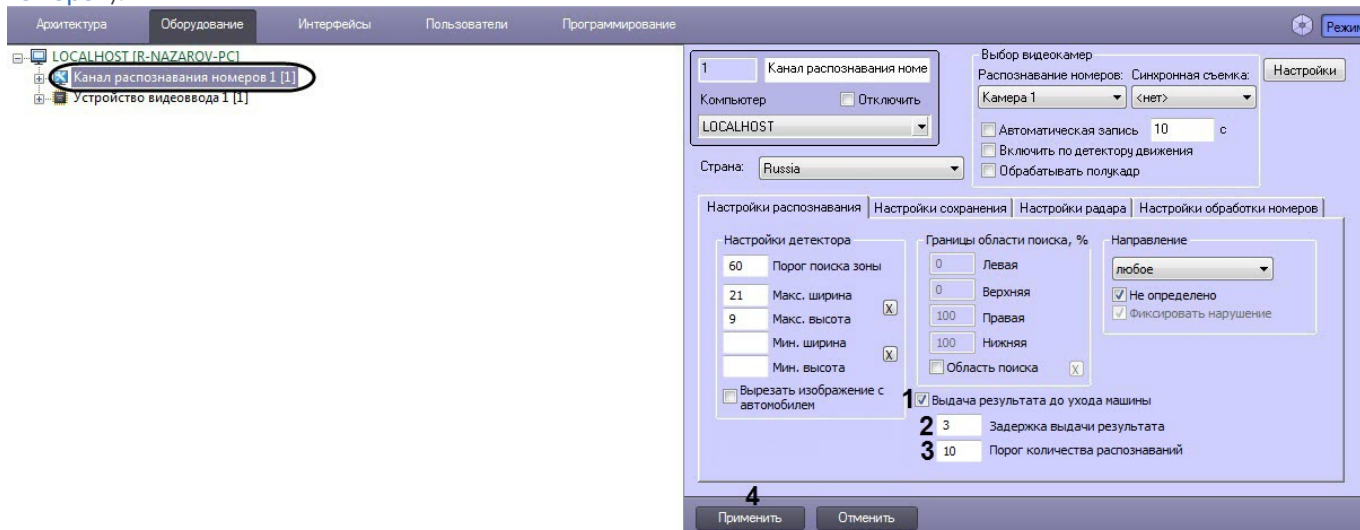 Архитектура Оборудование Интерфейсы Пользователи Программирование Режим
LOCALHOST [R-NAZAROV-PC]
Канал распознавания номеров 1 [1]
Устройство видеоввода 1 [1]
1 Канал распознавания номе
Компьютер Отключить
LOCALHOST
Страна: Russia
Выбор видеокамер
Распознавание номеров: Синхронная съемка:
Камера 1 <нет>
Автоматическая запись 10 с
Включить по детектору движения
Обрабатывать полукадр
Настройки
Настройки распознавания Настройки сохранения Настройки радара Настройки обработки номеров
Настройки детектора
60 Порог поиска зоны
21 Макс. ширина
9 Макс. высота
X
Мин. ширина
Мин. высота
X
Вырезать изображение с
автомобилем
Границы области поиска, %
0 Левая
0 Верхняя
100 Правая
100 Нижняя
Область поиска X
Направление
любое
Не определено
Фиксировать нарушение
1 Выдача результата до ухода машины
2 3 Задержка выдачи результата
3 10 Порог количества распознаваний
4
Применить Отменить